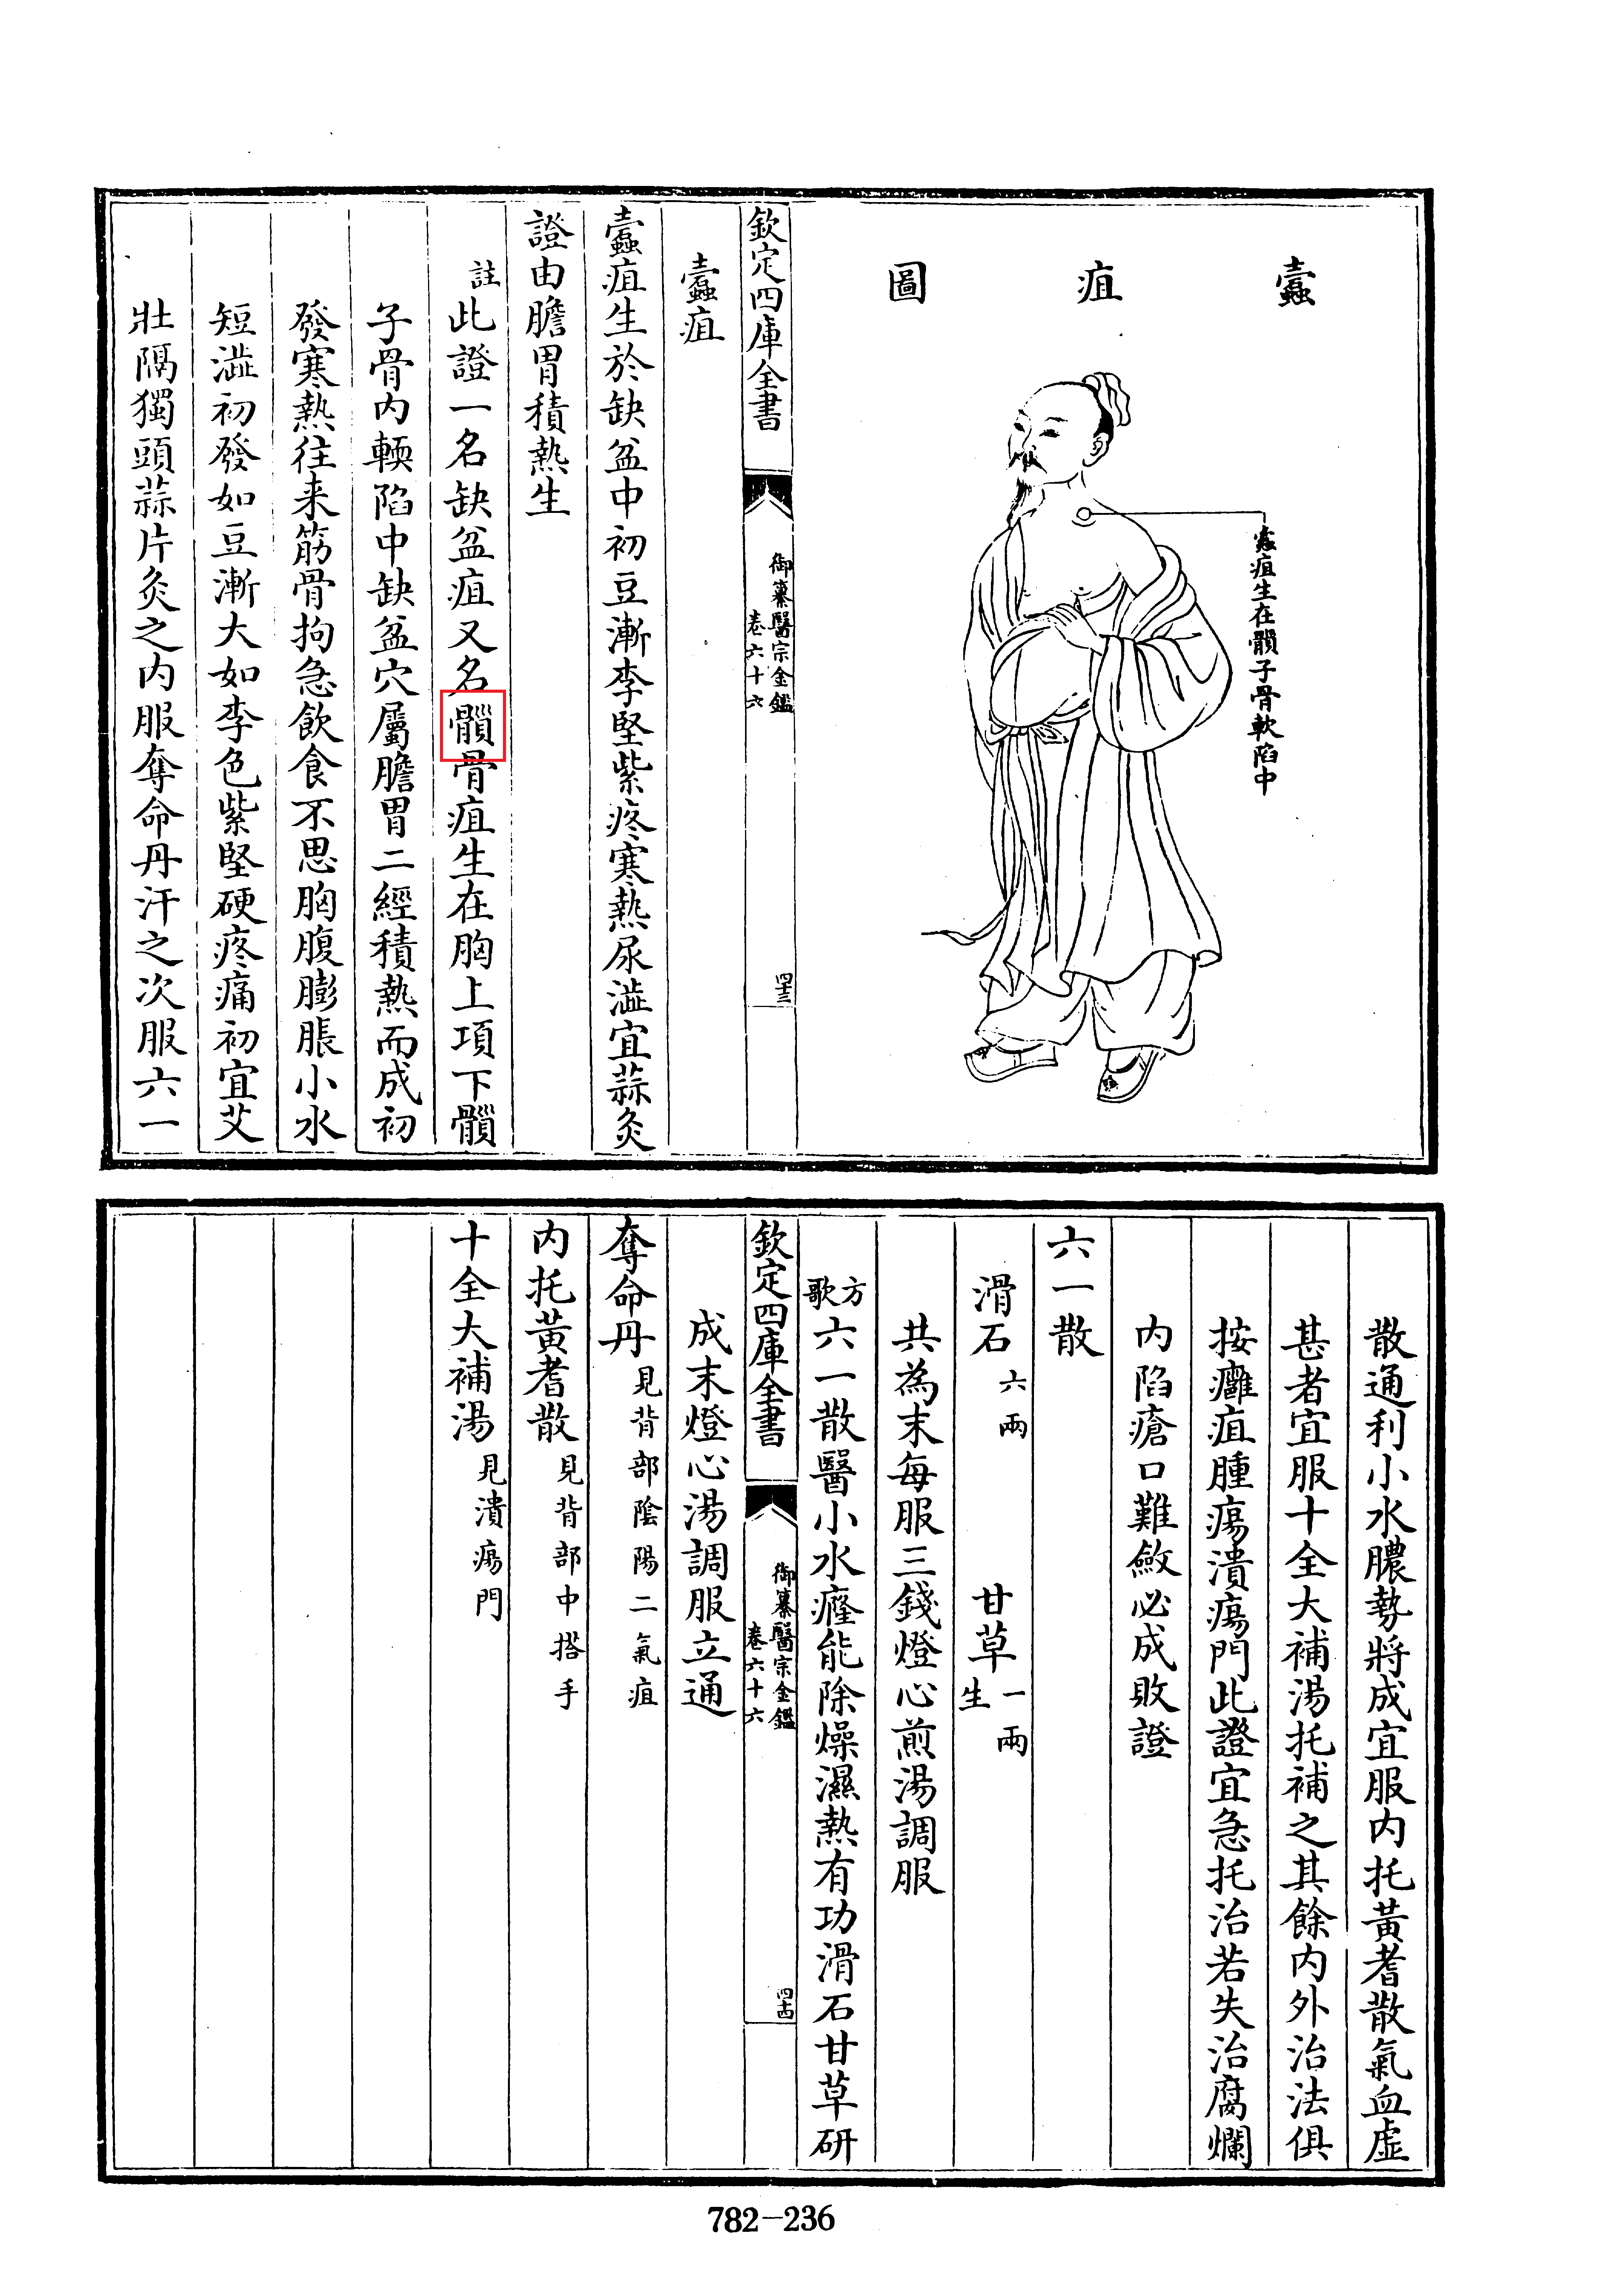 蠹疽圖
蠹疽生在子骨軟陷中
欽定四庫全書
御纂醫宗金鑑
卷六十六
四十三
蠹疽
蠹疽生於缺盆中初豆漸李堅紫疼寒熱尿澁宜蒜灸
證由膽胃積熱生
註此證一名缺盆疽又名骨疽生在胸上項下
子骨内輭陷中缺盆穴屬膽胃二經積熱而成初
發寒熱往来筋骨拘急飲食不思胸腹膨脹小水
短澁初發如豆漸大如李色紫堅硬疼痛初宜艾
壯隔獨頭蒜片灸之内服奪命丹汗之次服六一
散通利小水膿勢將成宜服内托黃耆散氣血虛
甚者宜服十全大補湯托補之其餘内外治法俱
按癰疽腫瘍潰瘍門此證宜急托治若失治腐爛
内陷瘡口難斂必成敗證
六一散
滑石六兩 甘草生一兩
共為末每服三錢燈心煎湯調服
方歌六一散醫小水癃能除燥濕熱有功滑石甘草研
欽定四庫全書
御纂醫宗金鑑
卷六十六
四十四
成末燈心湯調服立通
奪命丹見背部陰陽二氣疽
内托黃耆散見背部中搭手
十全大補湯見潰瘍門
782-236